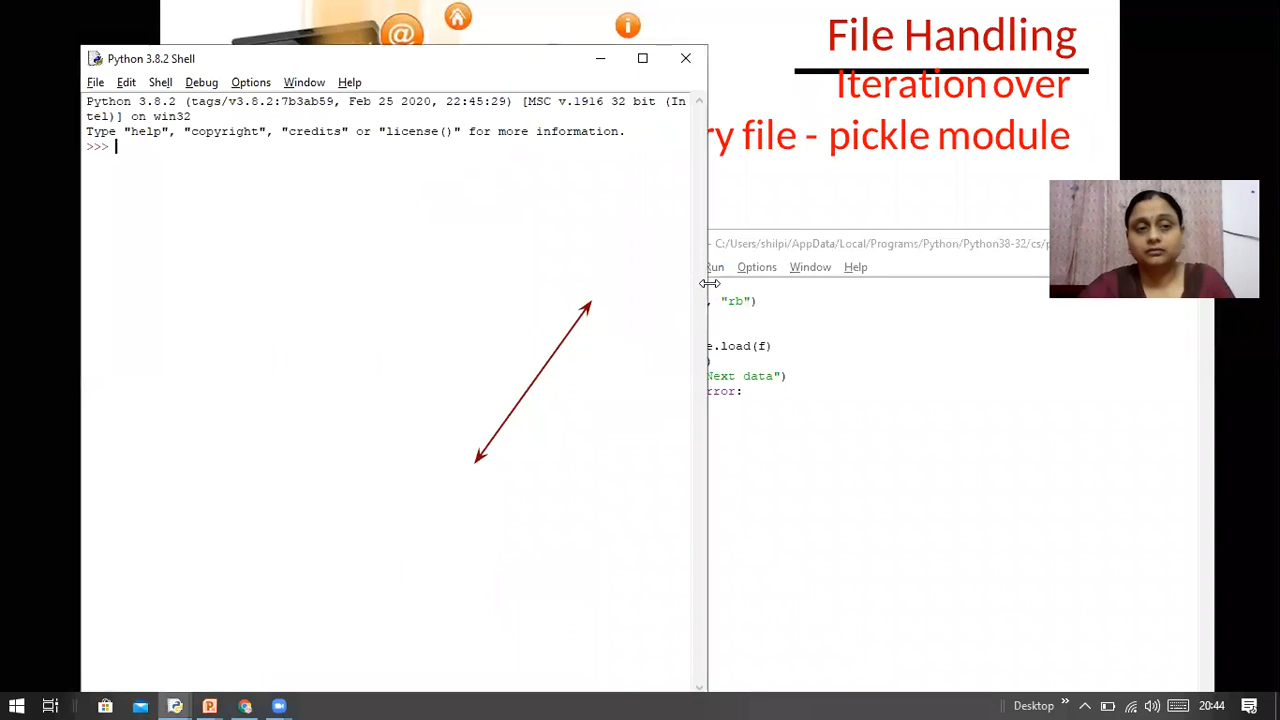 File Handling
Iteration over
ry file - pickle module
Python 3.8.2 Shell
File Edit Shell Debug Options Window Help
Python 3.8.2 (tags/v3.8.2:7b3ab59, Feb 25 2020, 22:45:29) [MSC v.1916 32 bit (In
tel)] on win32
Type "help", "copyright", "credits" or "license()" for more information.
>>>
- C:/Users/shilpi/AppData/Local/Programs/Python/Python38-32/cs/p
Run Options Window Help
, "rb")
e.load(f)
)
Next data")
rror:
Desktop
20:44